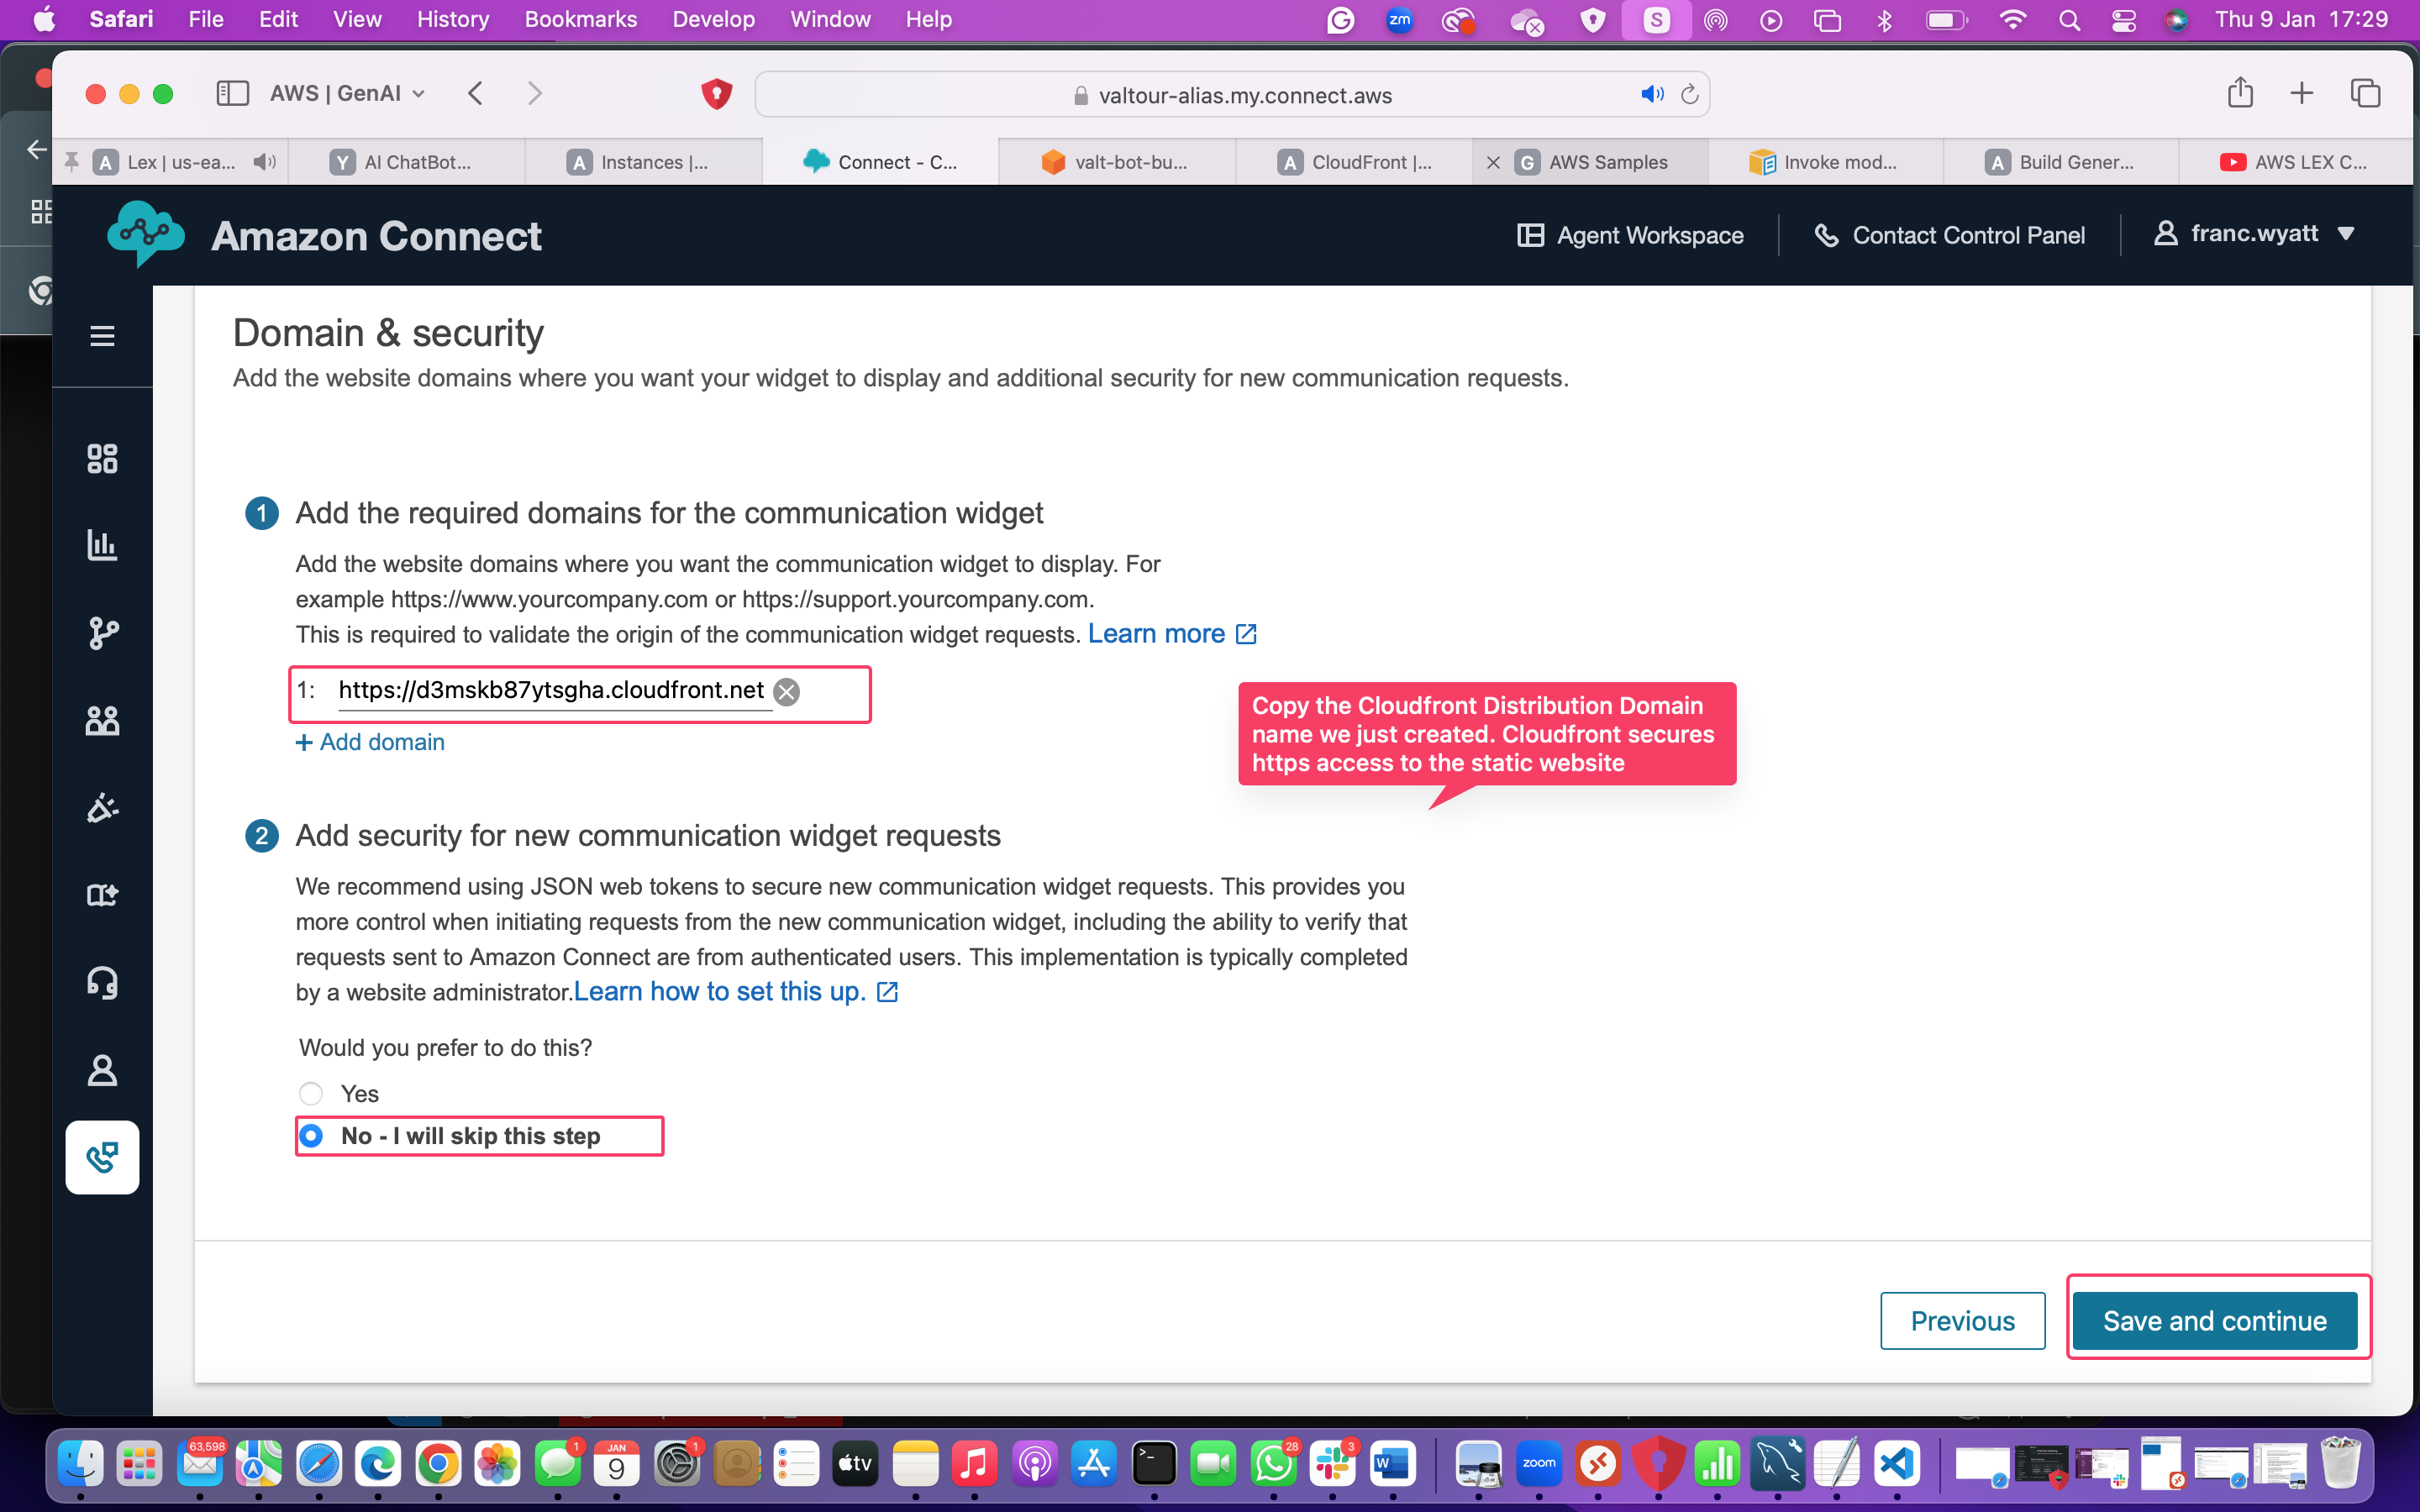 Safari File Edit View History Bookmarks Develop Window Help
zm
S
Thu 9 Jan 17:29
AWS | GenAI
valtour-alias.my.connect.aws
A Lex | us-ea...
Y AI ChatBot...
A Instances |...
Connect - C...
valt-bot-bu...
A CloudFront |...
G AWS Samples
Invoke mod...
A Build Gener...
AWS LEX C...
Amazon Connect
Agent Workspace
Contact Control Panel
franc.wyatt
Domain & security
Add the website domains where you want your widget to display and additional security for new communication requests.
1 Add the required domains for the communication widget
Add the website domains where you want the communication widget to display. For
example https://www.yourcompany.com or https://support.yourcompany.com.
This is required to validate the origin of the communication widget requests. Learn more
1: https://d3mskb87ytsgha.cloudfront.net
+ Add domain
Copy the Cloudfront Distribution Domain
name we just created. Cloudfront secures
https access to the static website
2 Add security for new communication widget requests
We recommend using JSON web tokens to secure new communication widget requests. This provides you
more control when initiating requests from the new communication widget, including the ability to verify that
requests sent to Amazon Connect are from authenticated users. This implementation is typically completed
by a website administrator.Learn how to set this up.
Would you prefer to do this?
Yes
No - I will skip this step
Previous
Save and continue
63,598
1
JAN
9
1
tv
28
3
W
zoom